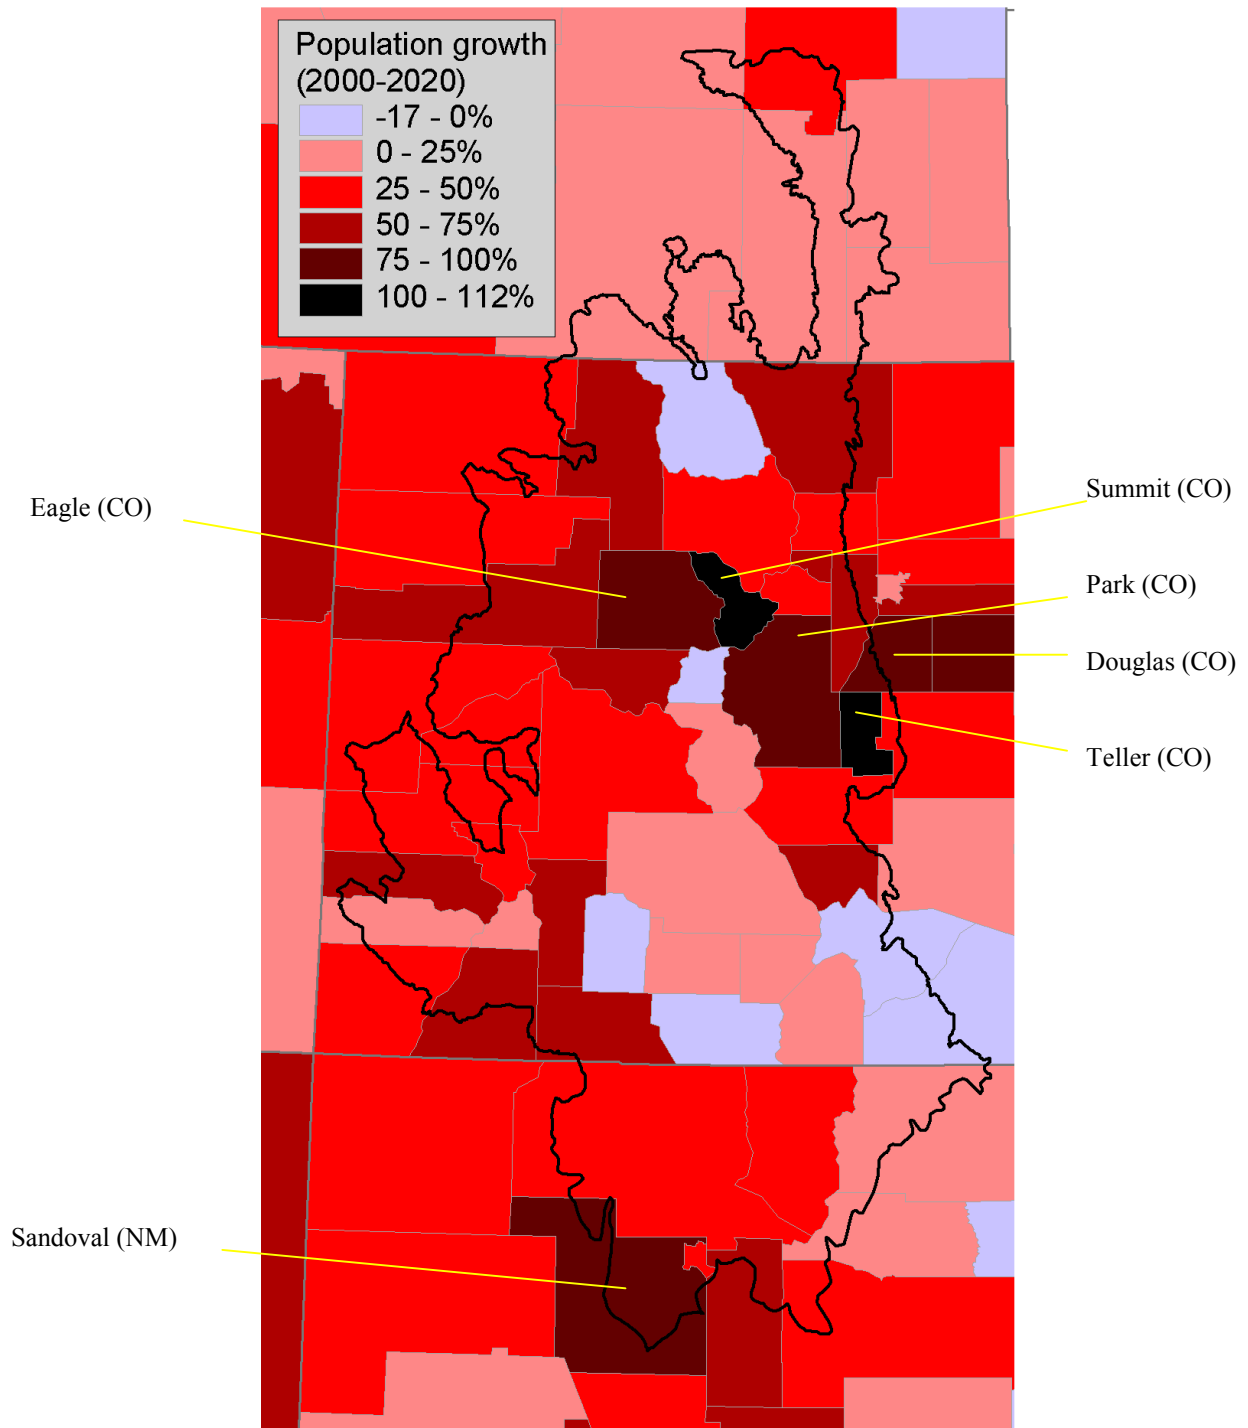 Population growth
(2000-2020)
-17 - 0%
0 - 25%
25 - 50%
50 - 75%
75 - 100%
100 - 112%
Summit (CO)
Eagle (CO)
Park (CO)
Douglas (CO)
Teller (CO)
Sandoval (NM)